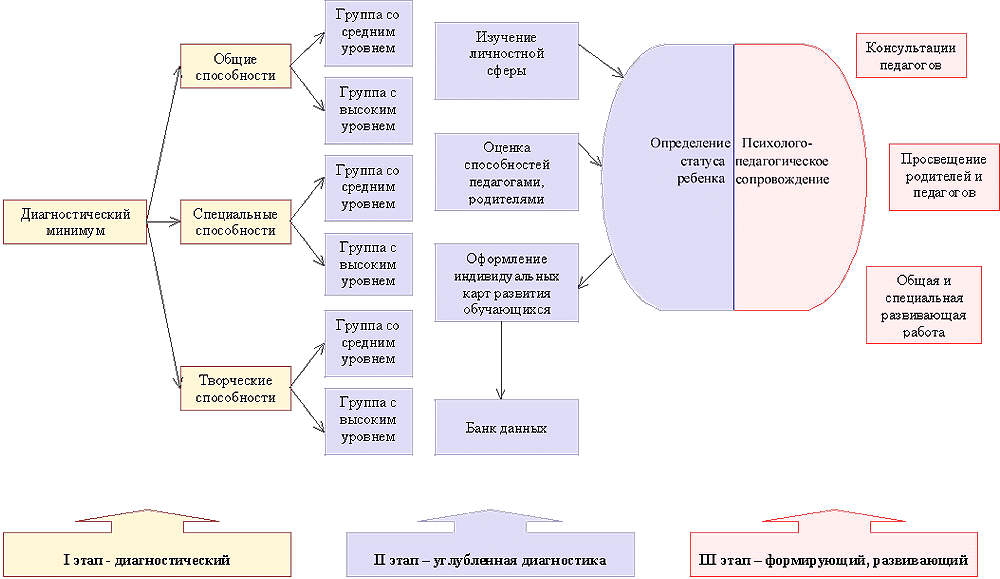 Диагностический
минимум
Общие
способности
Специальные
способности
Творческие
способности
Группа со
средним
уровнем
Группа с
высоким
уровнем
Группа со
средним
уровнем
Группа с
высоким
уровнем
Группа со
средним
уровнем
Группа с
высоким
уровнем
Изучение
личностной
сферы
Оценка
способностей
педагогами,
родителями
Оформление
индивидуальных
карт развития
обучающихся
Банк данных
Определение
статуса
ребенка
Психолого-
педагогическое
сопровождение
Консультации
педагогов
Просвещение
родителей и
педагогов
Общая и
специальная
развивающая
работа
I этап - диагностический
II этап – углубленная диагностика
III этап – формирующий, развивающий